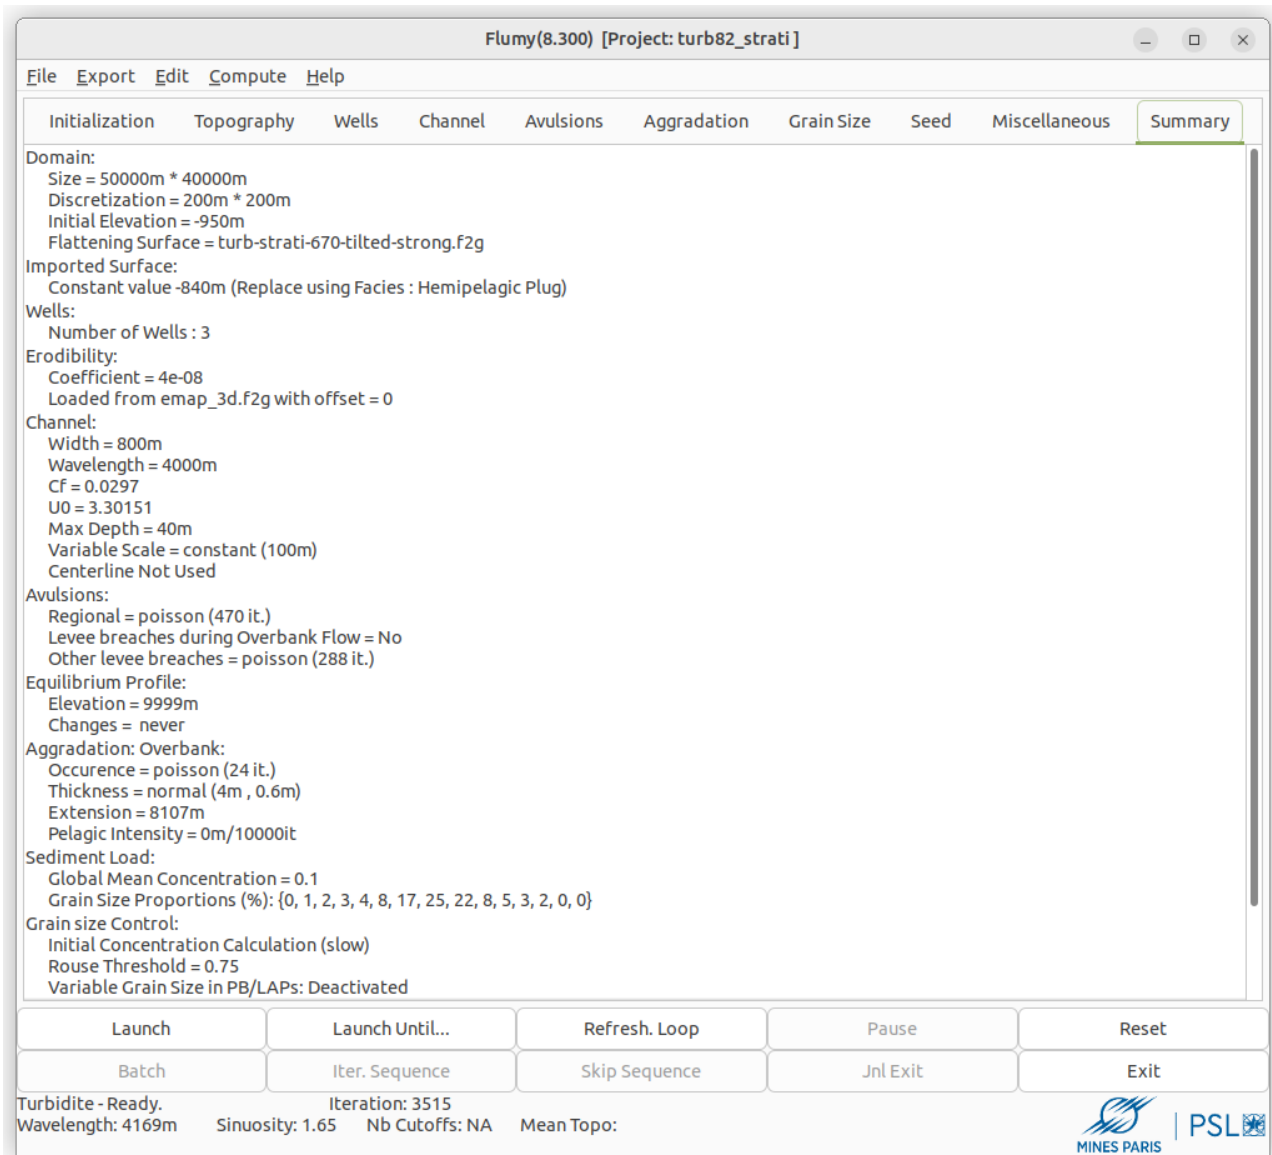 Flumy(8.300) [Project: turb82_strati ]
File Export Edit Compute Help
Initialization Topography Wells Channel Avulsions Aggradation Grain Size Seed Miscellaneous Summary
Domain:
Size = 50000m * 40000m
Discretization = 200m * 200m
Initial Elevation = -950m
Flattening Surface = turb-strati-670-tilted-strong.f2g
Imported Surface:
Constant value -840m (Replace using Facies : Hemipelagic Plug)
Wells:
Number of Wells : 3
Erodibility:
Coefficient = 4e-08
Loaded from emap_3d.f2g with offset = 0
Channel:
Width = 800m
Wavelength = 4000m
Cf = 0.0297
U0 = 3.30151
Max Depth = 40m
Variable Scale = constant (100m)
Centerline Not Used
Avulsions:
Regional = poisson (470 it.)
Levee breaches during Overbank Flow = No
Other levee breaches = poisson (288 it.)
Equilibrium Profile:
Elevation = 9999m
Changes = never
Aggradation: Overbank:
Occurence = poisson (24 it.)
Thickness = normal (4m , 0.6m)
Extension = 8107m
Pelagic Intensity = 0m/10000it
Sediment Load:
Global Mean Concentration = 0.1
Grain Size Proportions (%): {0, 1, 2, 3, 4, 8, 17, 25, 22, 8, 5, 3, 2, 0, 0}
Grain size Control:
Initial Concentration Calculation (slow)
Rouse Threshold = 0.75
Variable Grain Size in PB/LAPs: Deactivated
Launch Launch Until... Refresh. Loop Pause Reset
Batch Iter. Sequence Skip Sequence Jnl Exit Exit
Turbidite - Ready. Iteration: 3515
Wavelength: 4169m Sinuosity: 1.65 Nb Cutoffs: NA Mean Topo:
MINES PARIS | PSL